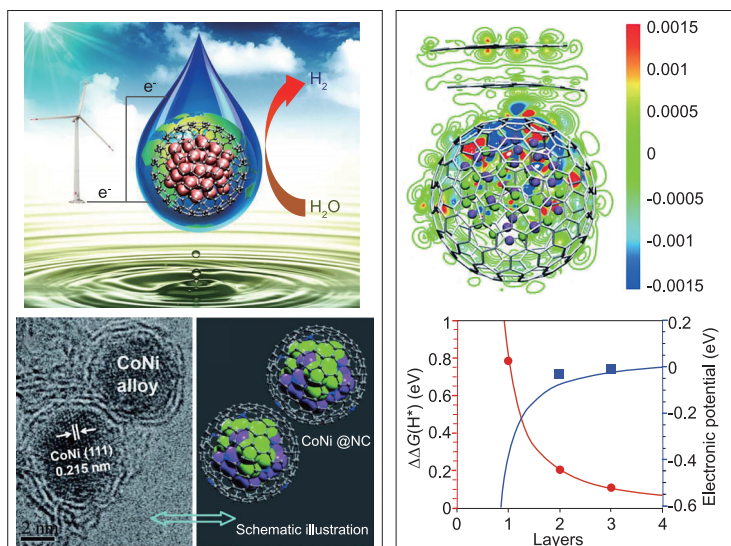 e-
H₂
e-
H₂O
CoNi
alloy
CoNi (111)
0.215 nm
2 nm
CoNi @NC
Schematic illustration
0.0015
0.001
0.0005
0
-0.0005
-0.001
-0.0015
1
0.8
0.6
0.4
0.2
0
ΔΔG(H*) (eV)
0.2
0
-0.2
-0.4
-0.6
Electronic potential (eV)
0 1 2 3 4
Layers